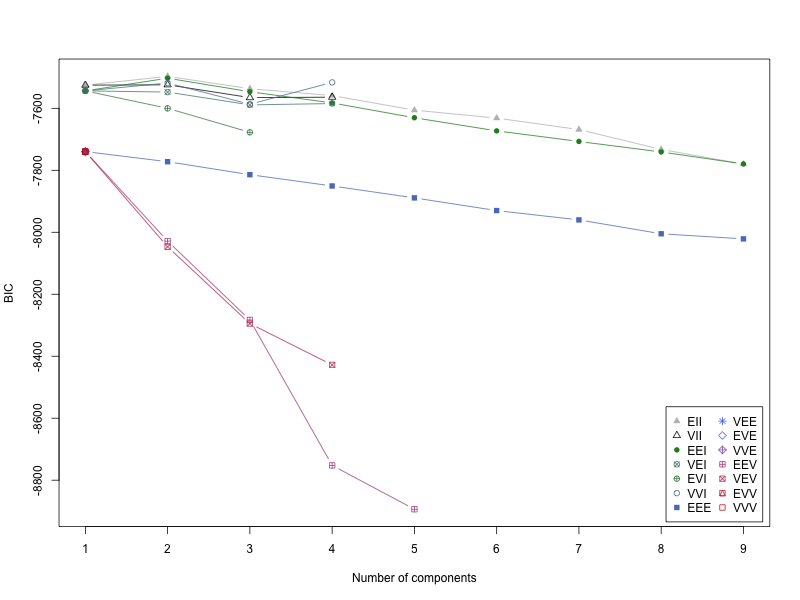 BIC
-7600
-7800
-8000
-8200
-8400
-8600
-8800
1 2 3 4 5 6 7 8 9
Number of components
EII VEE
VII EVE
EEI VVE
VEI EEV
EVI VEV
VVI EVV
EEE VVV